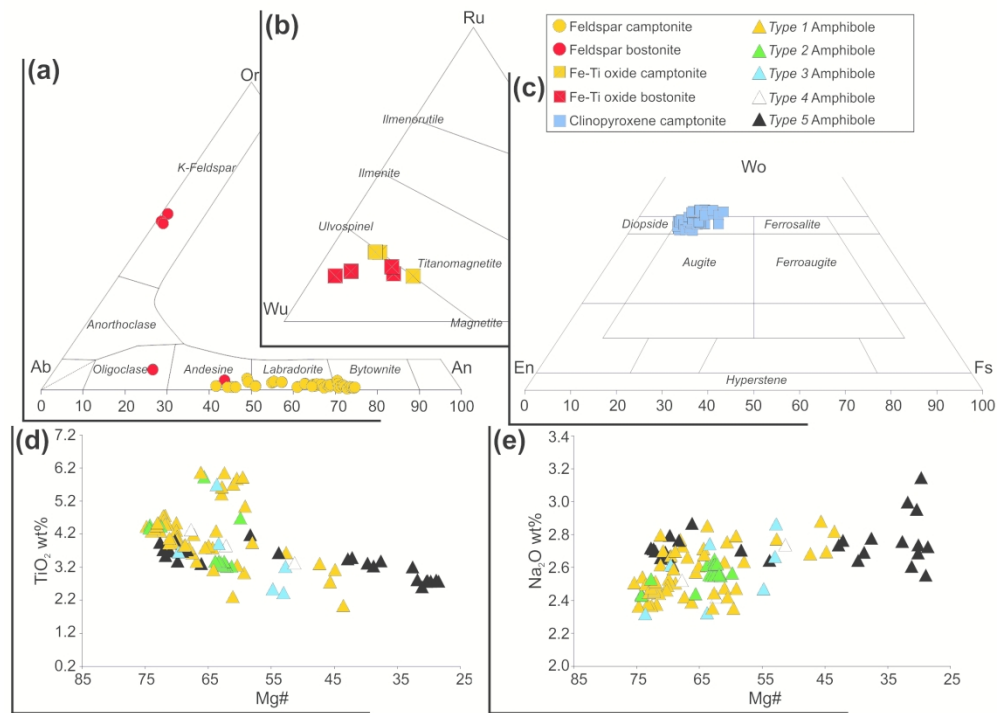 (a)
Or
K-Feldspar
Anorthoclase
Ab
Oligoclase
Andesine
Labradorite
Bytownite
An
0 10 20 30 40 50 60 70 80 90 100
(b)
Ru
Ilmenorutile
Ilmenite
Ulvospinel
Titanomagnetite
Wu
Magnetite
Feldspar camptonite
Feldspar bostonite
Fe-Ti oxide camptonite
Fe-Ti oxide bostonite
Clinopyroxene camptonite
Type 1 Amphibole
Type 2 Amphibole
Type 3 Amphibole
Type 4 Amphibole
Type 5 Amphibole
(c)
Wo
Diopside
Ferrosalite
Augite
Ferroaugite
En
Fs
Hyperstene
0 10 20 30 40 50 60 70 80 90 100
(d)
TiO₂ wt%
7.2
6.2
5.2
4.2
3.2
2.2
1.2
0.2
85 75 65 55 45 35 25
Mg#
(e)
Na₂O wt%
3.4
3.2
3.0
2.8
2.6
2.4
2.2
2.0
85 75 65 55 45 35 25
Mg#